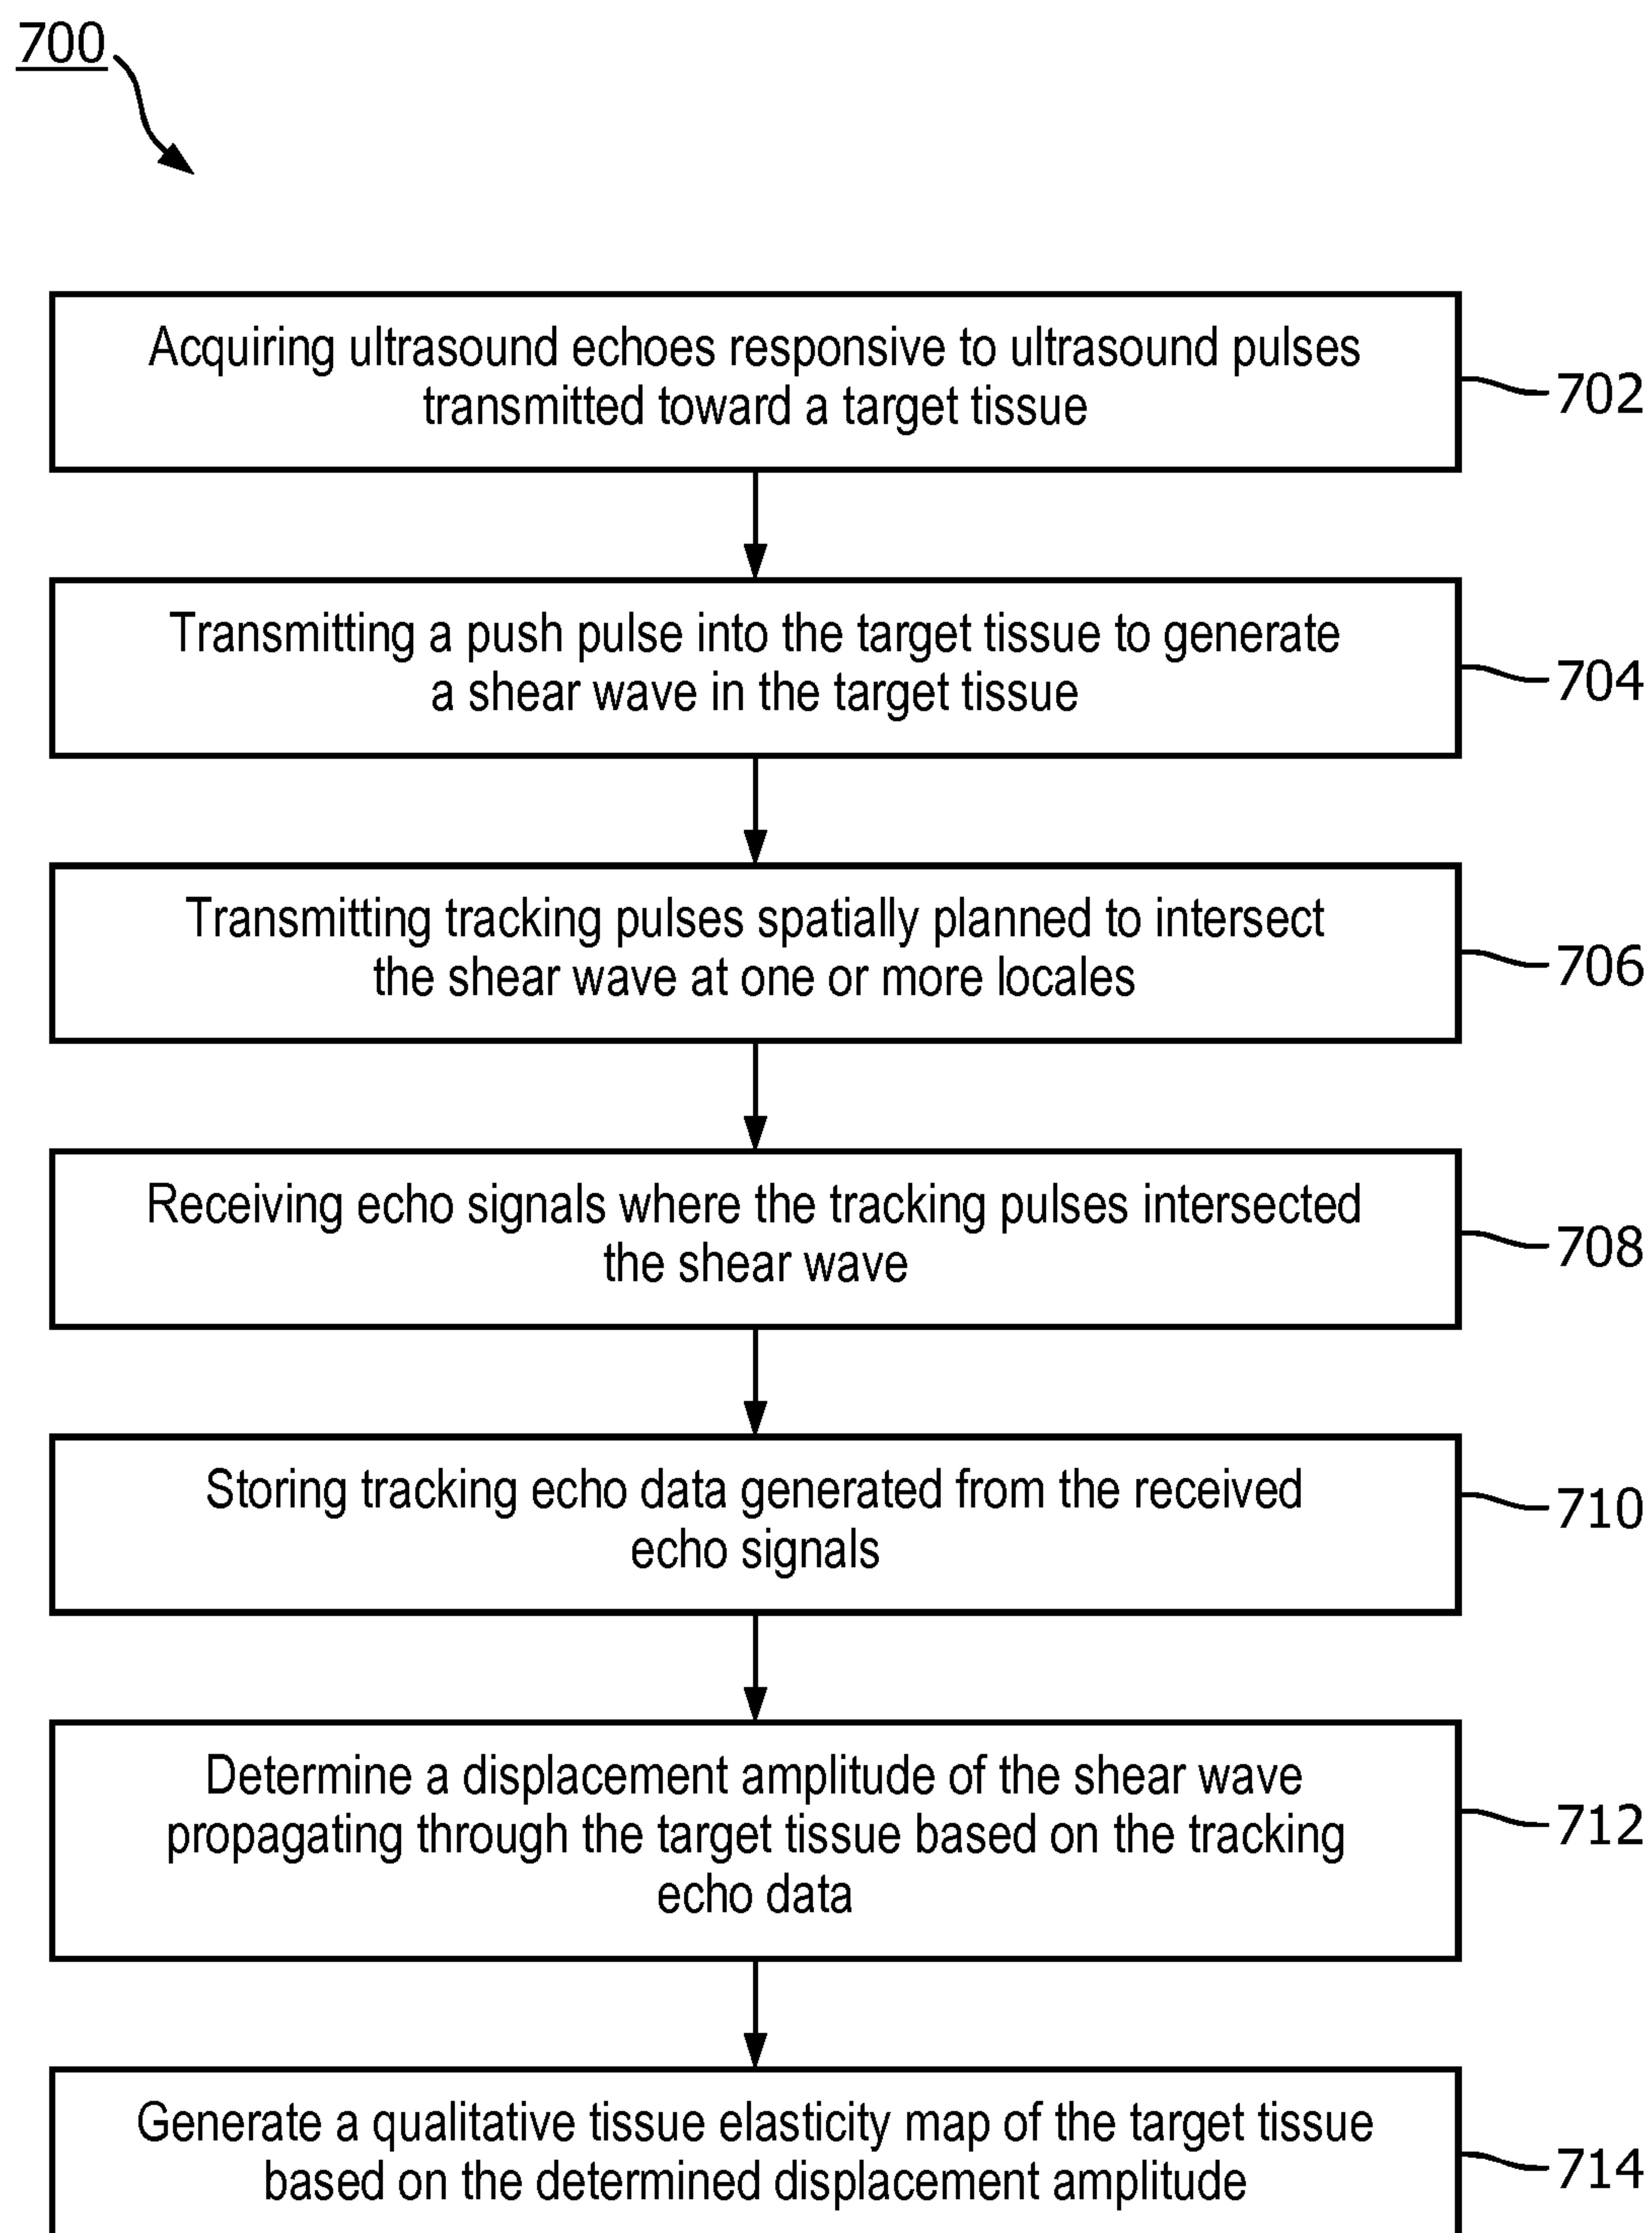 700
Acquiring ultrasound echoes responsive to ultrasound pulses
transmitted toward a target tissue
702
Transmitting a push pulse into the target tissue to generate
a shear wave in the target tissue
704
Transmitting tracking pulses spatially planned to intersect
the shear wave at one or more locales
706
Receiving echo signals where the tracking pulses intersected
the shear wave
708
Storing tracking echo data generated from the received
echo signals
710
Determine a displacement amplitude of the shear wave
propagating through the target tissue based on the tracking
echo data
712
Generate a qualitative tissue elasticity map of the target tissue
based on the determined displacement amplitude
714